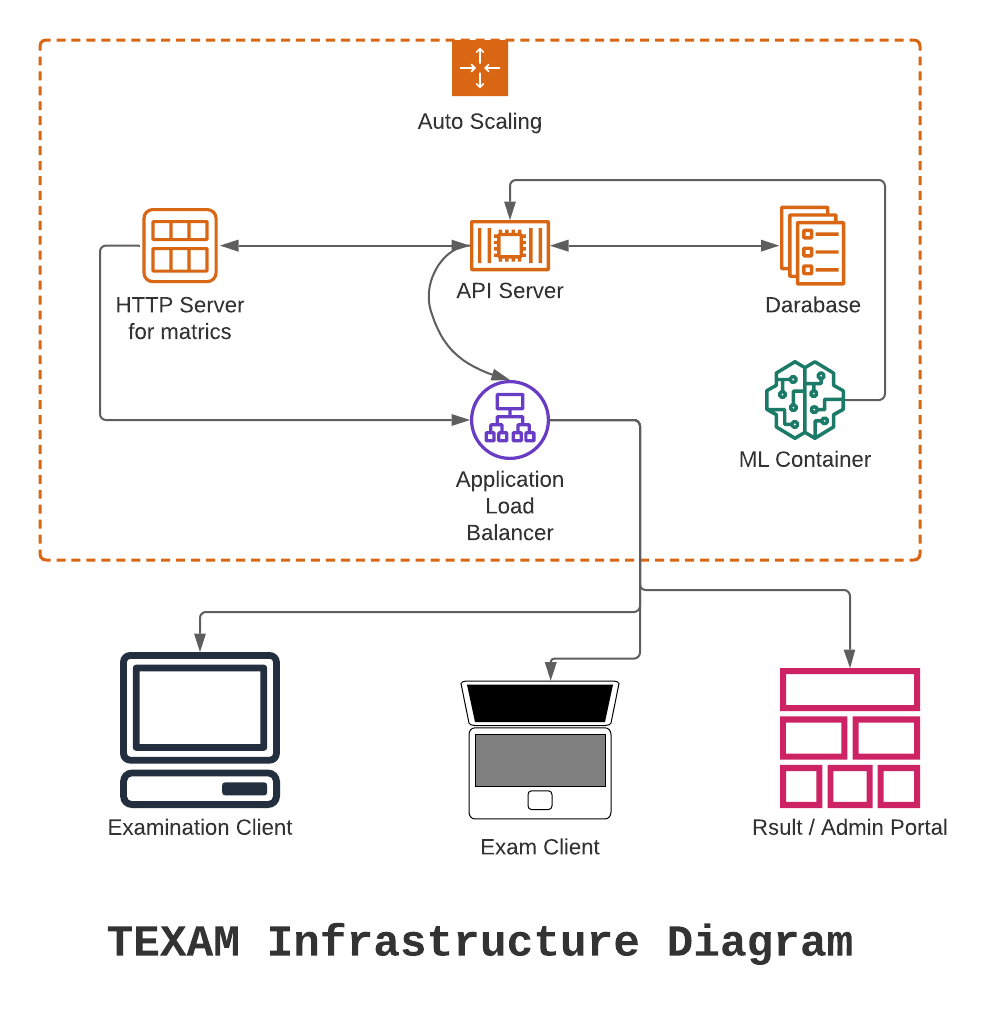 Auto Scaling
HTTP Server
for matrics
API Server
Darabase
ML Container
Application
Load
Balancer
Examination Client
Exam Client
Rsult / Admin Portal
TEXAM Infrastructure Diagram